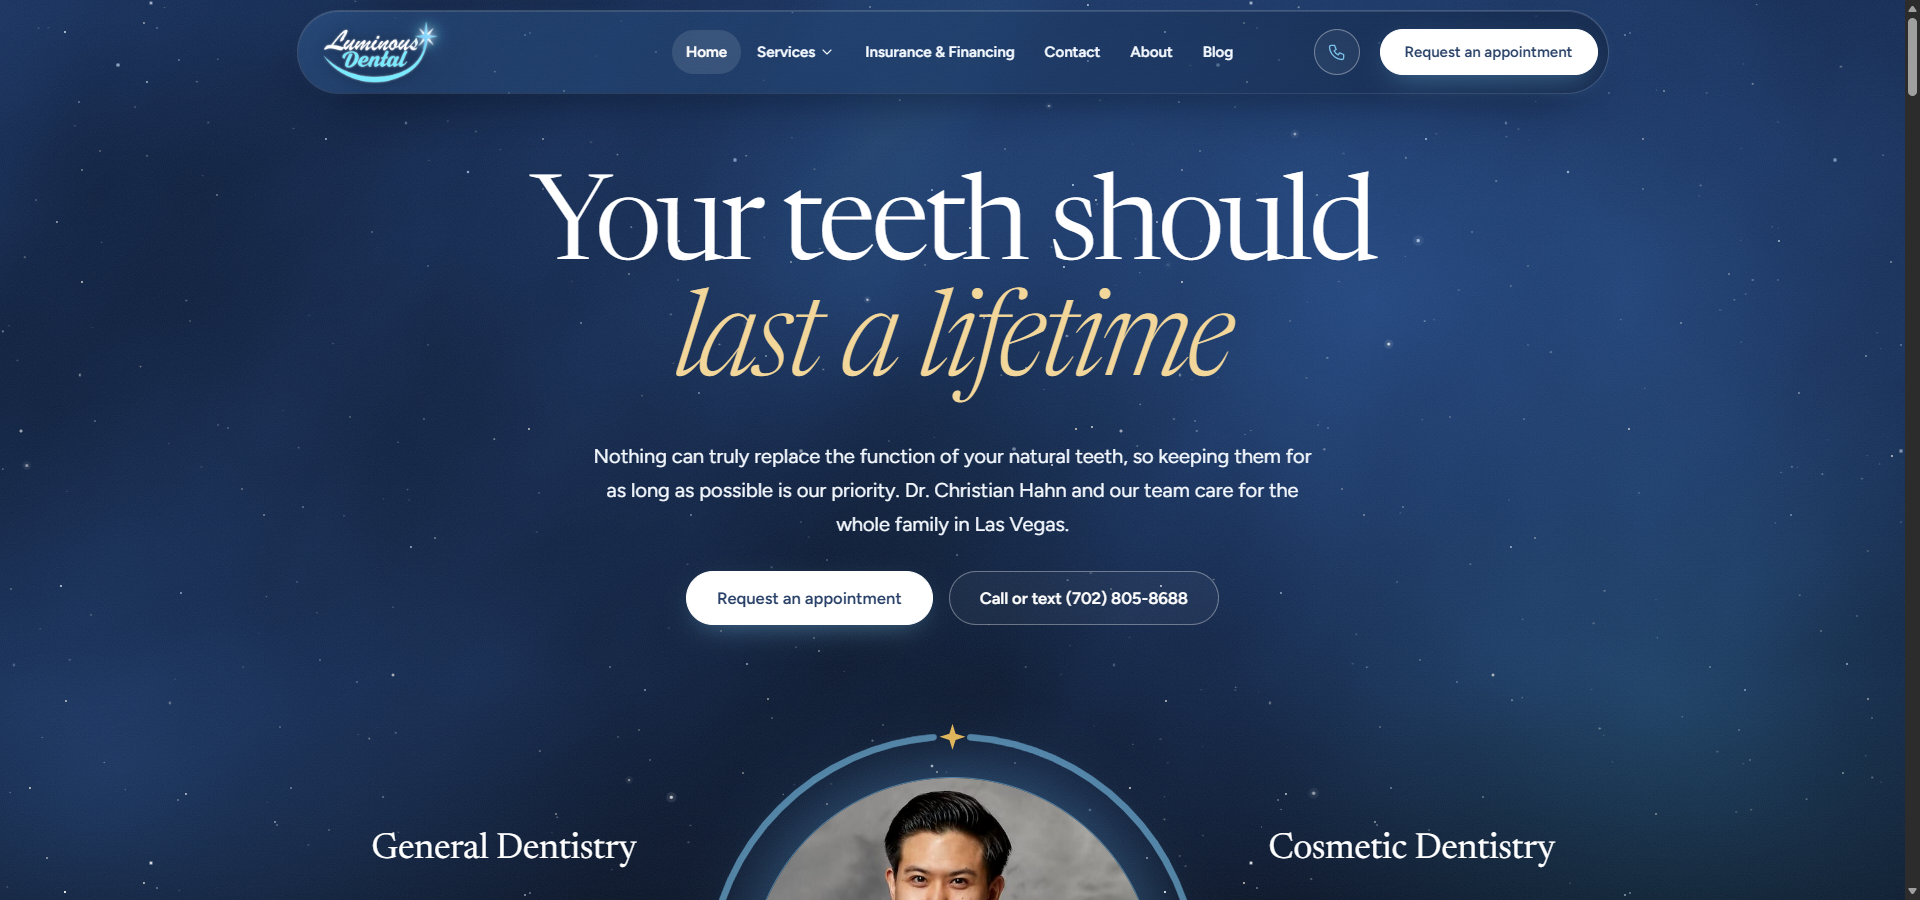 Luminous
Dental
Home
Services
Insurance & Financing
Contact
About
Blog
Request an appointment
Your teeth should
last a lifetime
Nothing can truly replace the function of your natural teeth, so keeping them for
as long as possible is our priority. Dr. Christian Hahn and our team care for the
whole family in Las Vegas.
Request an appointment
Call or text (702) 805-8688
General Dentistry
Cosmetic Dentistry